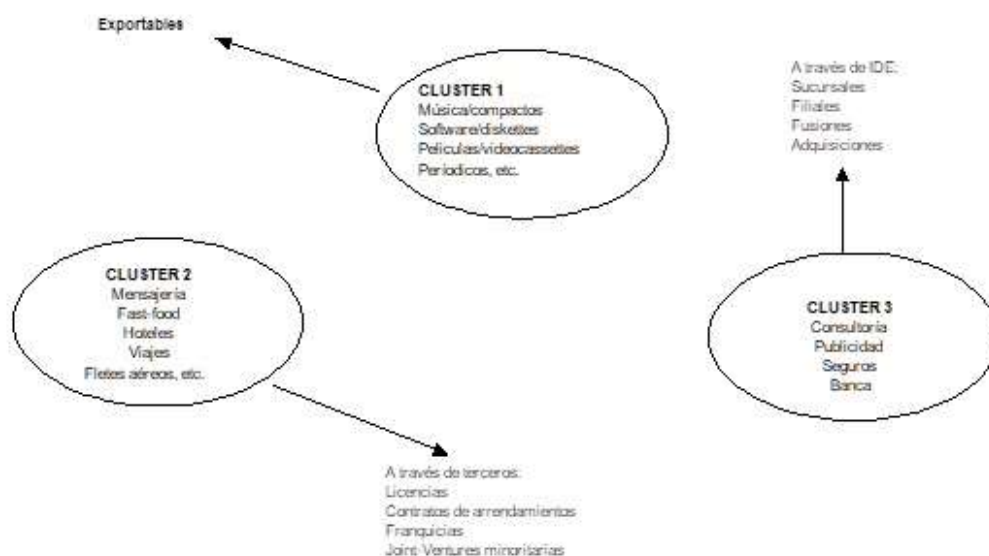 Exportables
CLUSTER 1
Música/compactos
Software/diskettes
Películas/videocassettes
Períodicos, etc.
A través de IDE:
Sucursales
Filiales
Fusiones
Adquisiciones
CLUSTER 2
Mensajería
Fast-food
Hoteles
Viajes
Fletes aéreos, etc.
CLUSTER 3
Consultoría
Publicidad
Seguros
Banca
A través de terceros:
Licencias
Contratos de arrendamientos
Franquicias
Joint-Ventures minoritarias